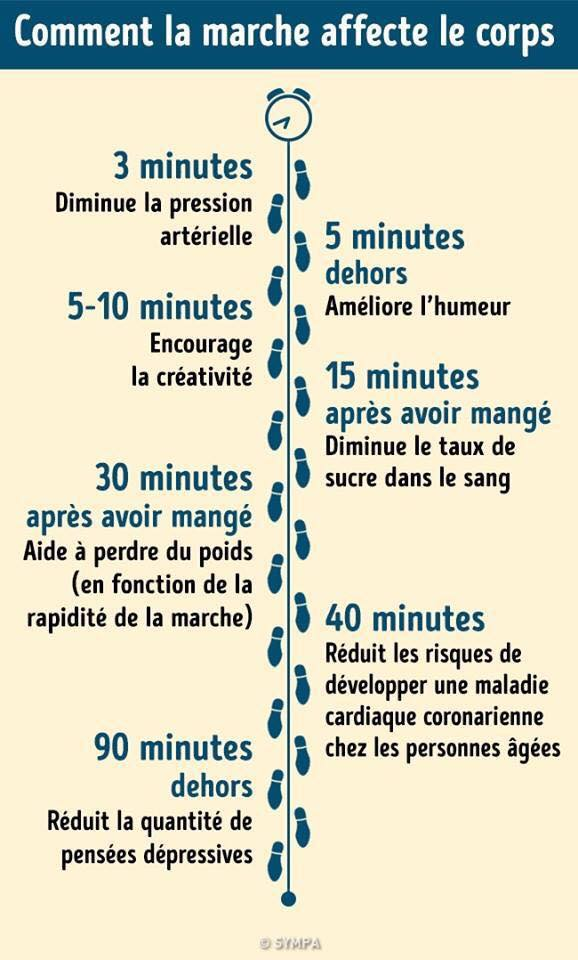 Comment la marche affecte le corps
3 minutes
Diminue la pression
artérielle
5 minutes
dehors
Améliore l’humeur
5-10 minutes
Encourage
la créativité
15 minutes
après avoir mangé
Diminue le taux de
sucre dans le sang
30 minutes
après avoir mangé
Aide à perdre du poids
(en fonction de la
rapidité de la marche)
40 minutes
Réduit les risques de
développer une maladie
cardiaque coronarienne
chez les personnes âgées
90 minutes
dehors
Réduit la quantité de
pensées dépressives
© SYMPA